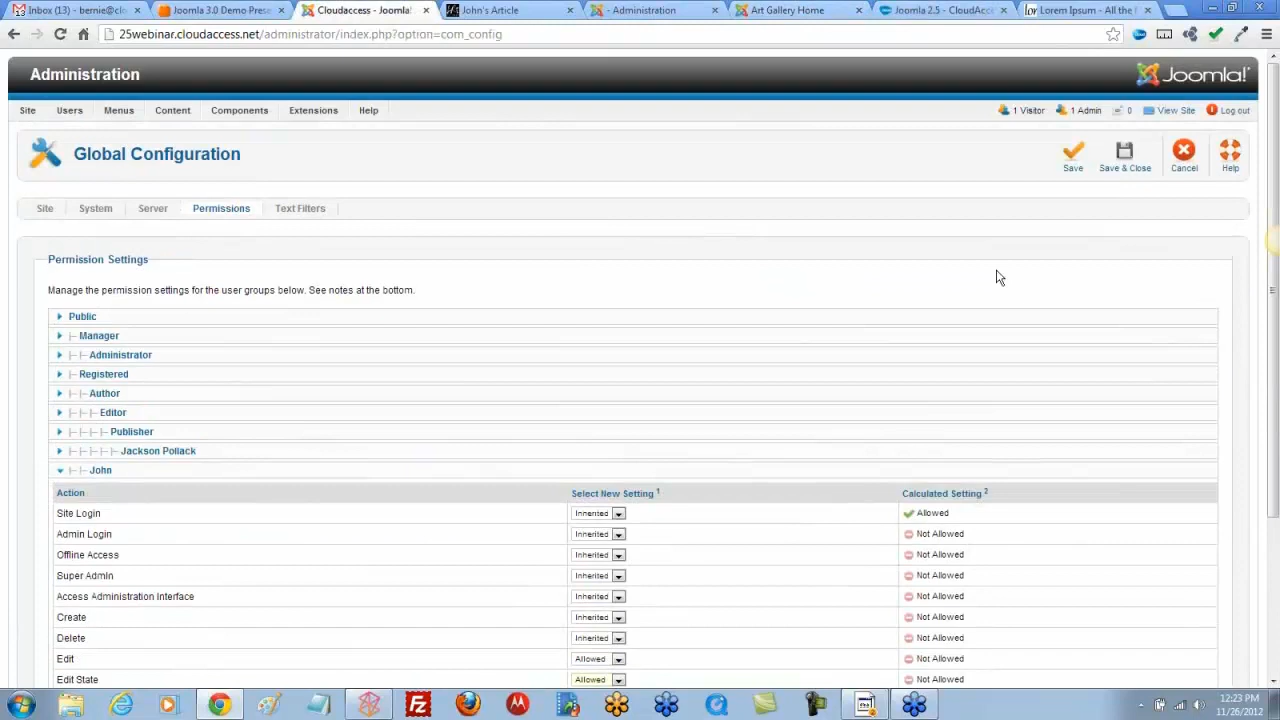 Inbox (13) - bernie@clo
Joomla 3.0 Demo Prese
Cloudaccess - Joomla!
John's Article
- Administration
Art Gallery Home
Joomla 2.5 - CloudAcc
Lorem Ipsum - All the f
25webinar.cloudaccess.net/administrator/index.php?option=com_config
Administration
Joomla!
Site Users Menus Content Components Extensions Help
1 Visitor 1 Admin 0 View Site Log out
Global Configuration
Save Save & Close Cancel Help
Site System Server Permissions Text Filters
Permission Settings
Manage the permission settings for the user groups below. See notes at the bottom.
Public
|— Manager
|— |— Administrator
|— Registered
|— |— Author
|— |— |— Editor
|— |— |— |— Publisher
|— |— |— |— |— Jackson Pollack
|— |— John
Action Select New Setting 1 Calculated Setting 2
Site Login Inherited Allowed
Admin Login Inherited Not Allowed
Offline Access Inherited Not Allowed
Super Admin Inherited Not Allowed
Access Administration Interface Inherited Not Allowed
Create Inherited Not Allowed
Delete Inherited Not Allowed
Edit Allowed Not Allowed
Edit State Allowed Not Allowed
12:23 PM
11/26/2012